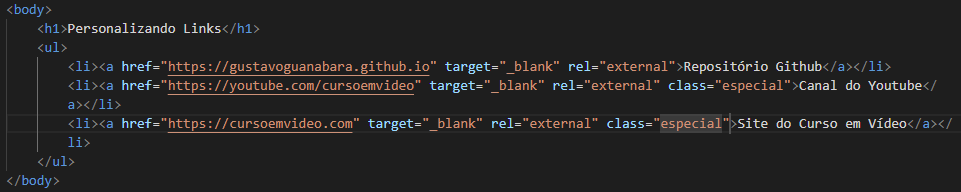 <body>
<h1>Personalizando Links</h1>
<ul>
<li><a href="https://gustavoguanabara.github.io" target="_blank" rel="external">Repositório Github</a></li>
<li><a href="https://youtube.com/cursoemvideo" target="_blank" rel="external" class="especial">Canal do Youtube</
a></li>
<li><a href="https://cursoemvideo.com" target="_blank" rel="external" class="especial">Site do Curso em Vídeo</a></
li>
</ul>
</body>